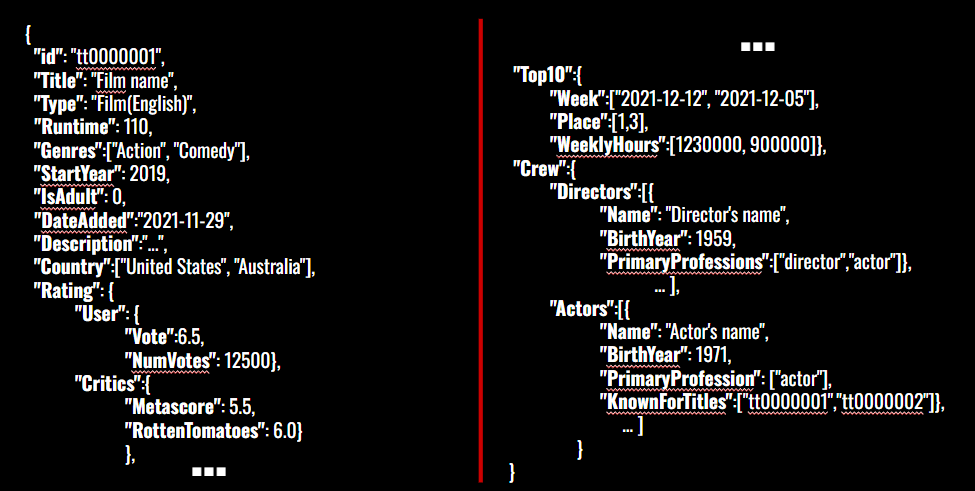 {
"id": "tt0000001",
"Title": "Film name",
"Type": "Film(English)",
"Runtime": 110,
"Genres":["Action", "Comedy"],
"StartYear": 2019,
"IsAdult": 0,
"DateAdded":"2021-11-29",
"Description":"...",
"Country":["United States", "Australia"],
"Rating": {
"User": {
"Vote":6.5,
"NumVotes": 12500},
"Critics":{
"Metascore": 5.5,
"RottenTomatoes": 6.0}
},
...
...
"Top10":{
"Week":["2021-12-12", "2021-12-05"],
"Place":[1,3],
"WeeklyHours":[1230000, 900000]},
"Crew":{
"Directors":[{
"Name": "Director's name",
"BirthYear": 1959,
"PrimaryProfessions":["director","actor"]},
... ],
"Actors":[{
"Name": "Actor's name",
"BirthYear": 1971,
"PrimaryProfession": ["actor"],
"KnownForTitles":["tt0000001","tt0000002"]},
... ]
}
}